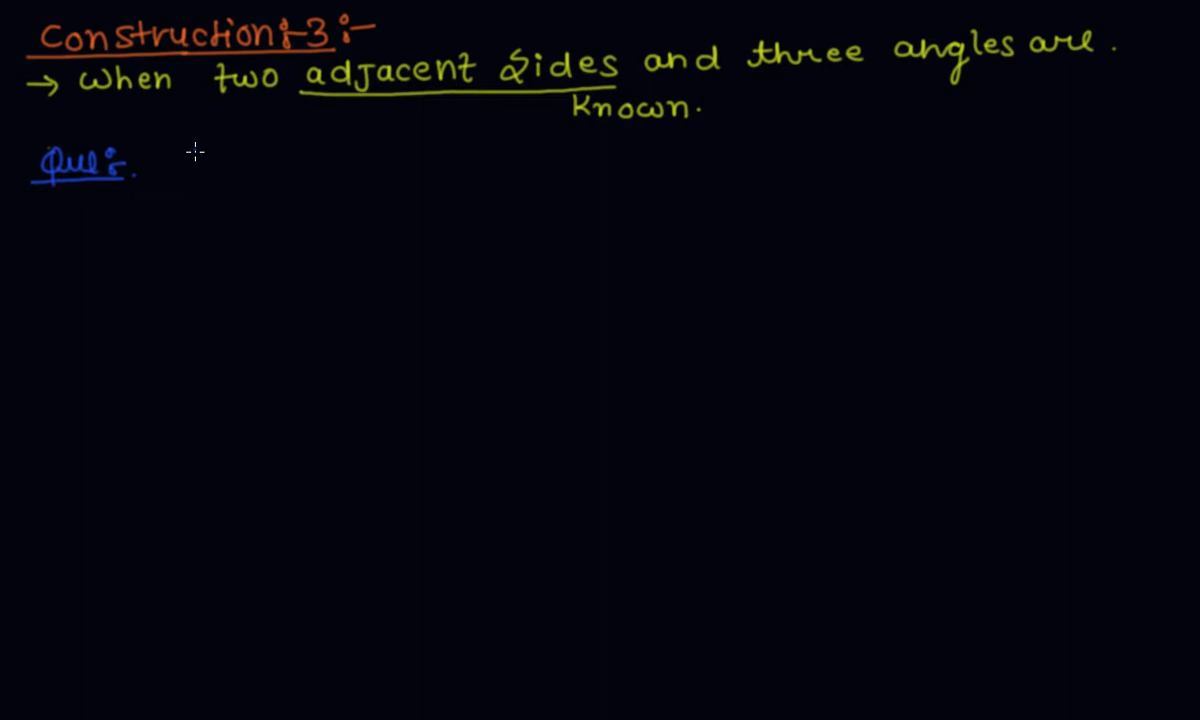 Construction:-3:-
→ When two adjacent Sides and three angles are.
Known.
Que:-.